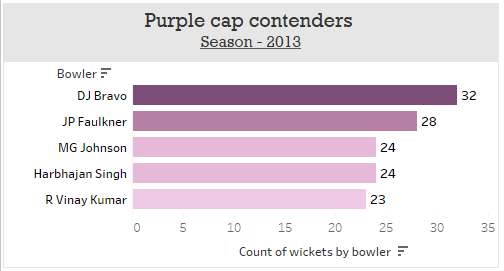 Purple cap contenders
Season - 2013
Bowler
DJ Bravo 32
JP Faulkner 28
MG Johnson 24
Harbhajan Singh 24
R Vinay Kumar 23
0 5 10 15 20 25 30 35
Count of wickets by bowler